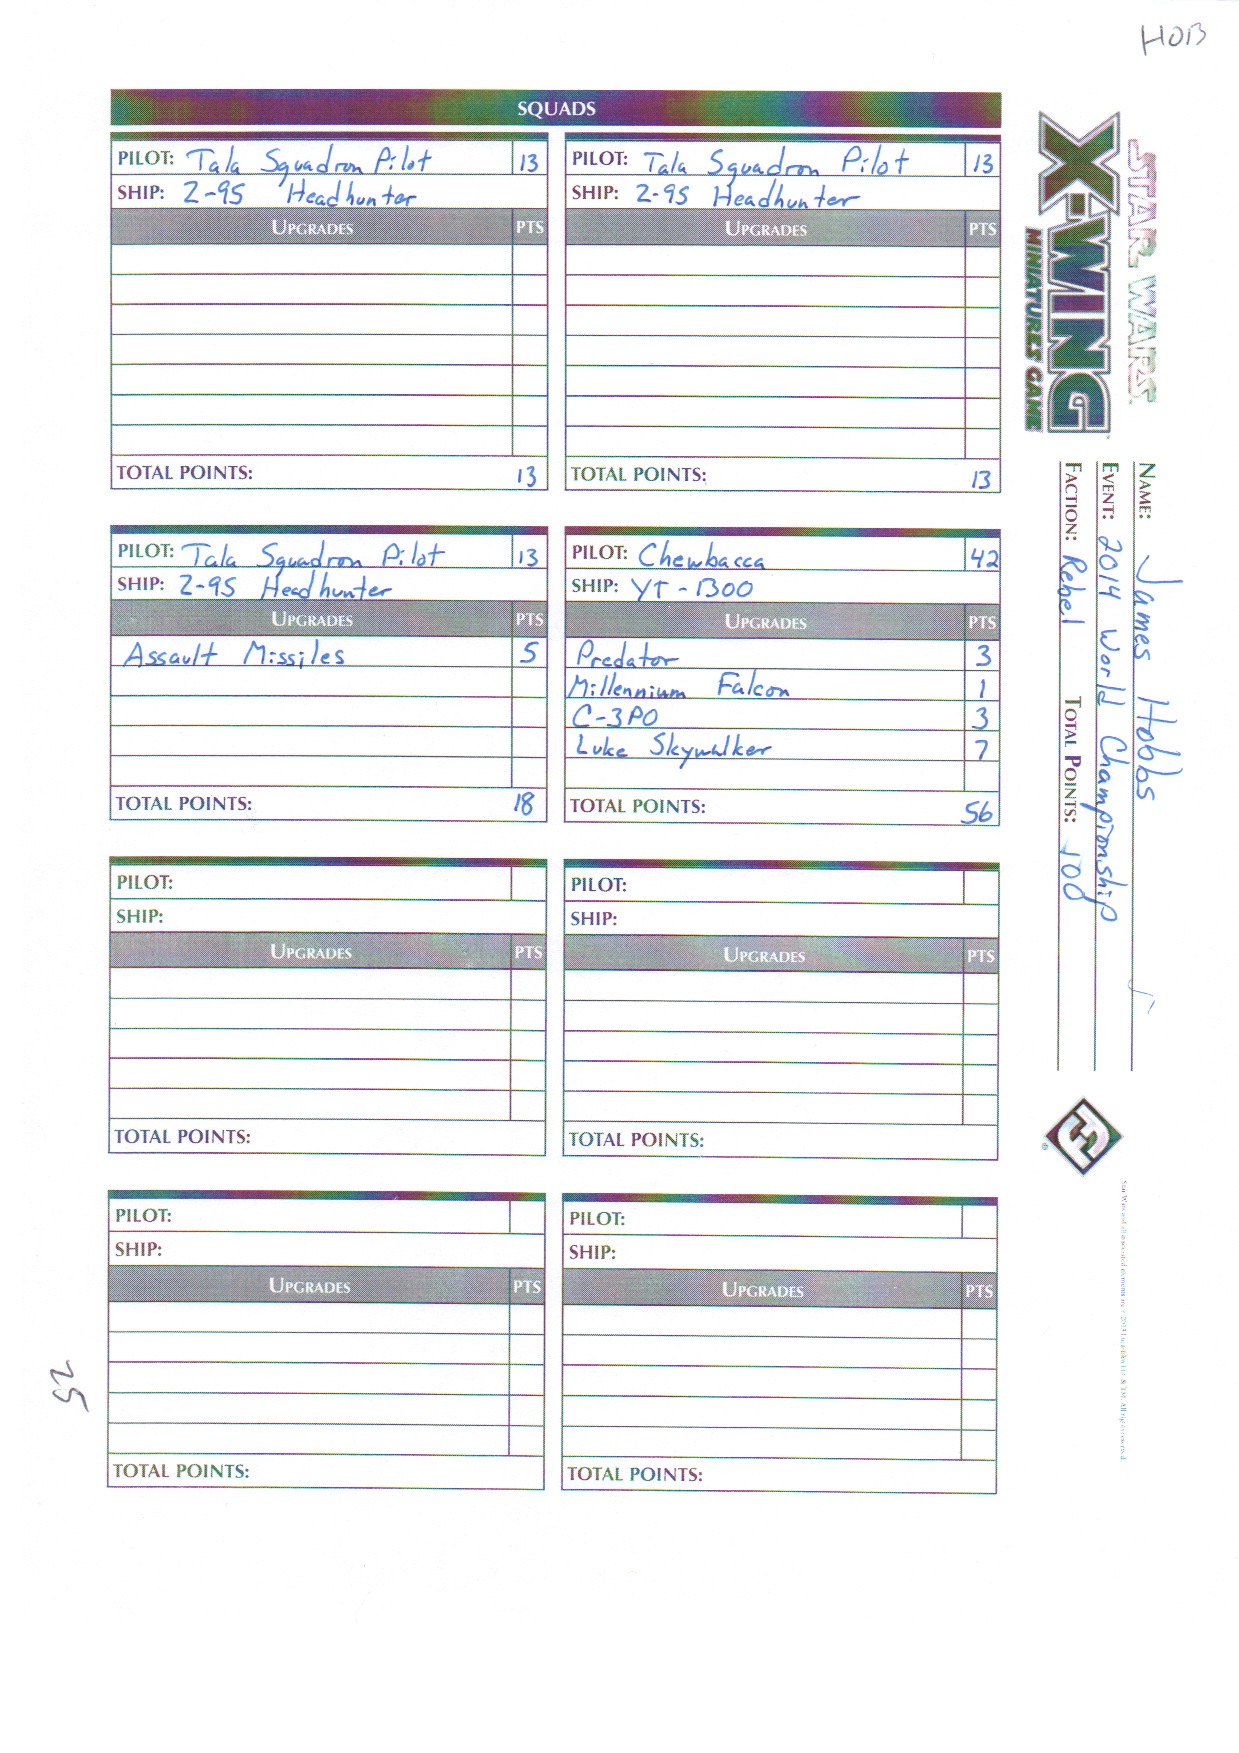 HOB
SQUADS
PILOT: Tala Squadron Pilot 13
SHIP: Z-95 Headhunter
UPGRADES PTS
TOTAL POINTS: 13
PILOT: Tala Squadron Pilot 13
SHIP: Z-95 Headhunter
UPGRADES PTS
TOTAL POINTS: 13
PILOT: Tala Squadron Pilot 13
SHIP: Z-95 Headhunter
UPGRADES PTS
Assault Missiles 5
TOTAL POINTS: 18
PILOT: Chewbacca 42
SHIP: YT-1300
UPGRADES PTS
Predator 3
Millennium Falcon 1
C-3PO 3
Luke Skywalker 7
TOTAL POINTS: 56
PILOT:
SHIP:
UPGRADES PTS
TOTAL POINTS:
PILOT:
SHIP:
UPGRADES PTS
TOTAL POINTS:
PILOT:
SHIP:
UPGRADES PTS
TOTAL POINTS:
PILOT:
SHIP:
UPGRADES PTS
TOTAL POINTS:
25
STAR WARS
X-WING
MINIATURES GAME
NAME: James Hobbs
EVENT: 2014 World Championship
FACTION: Rebel TOTAL POINTS: 100